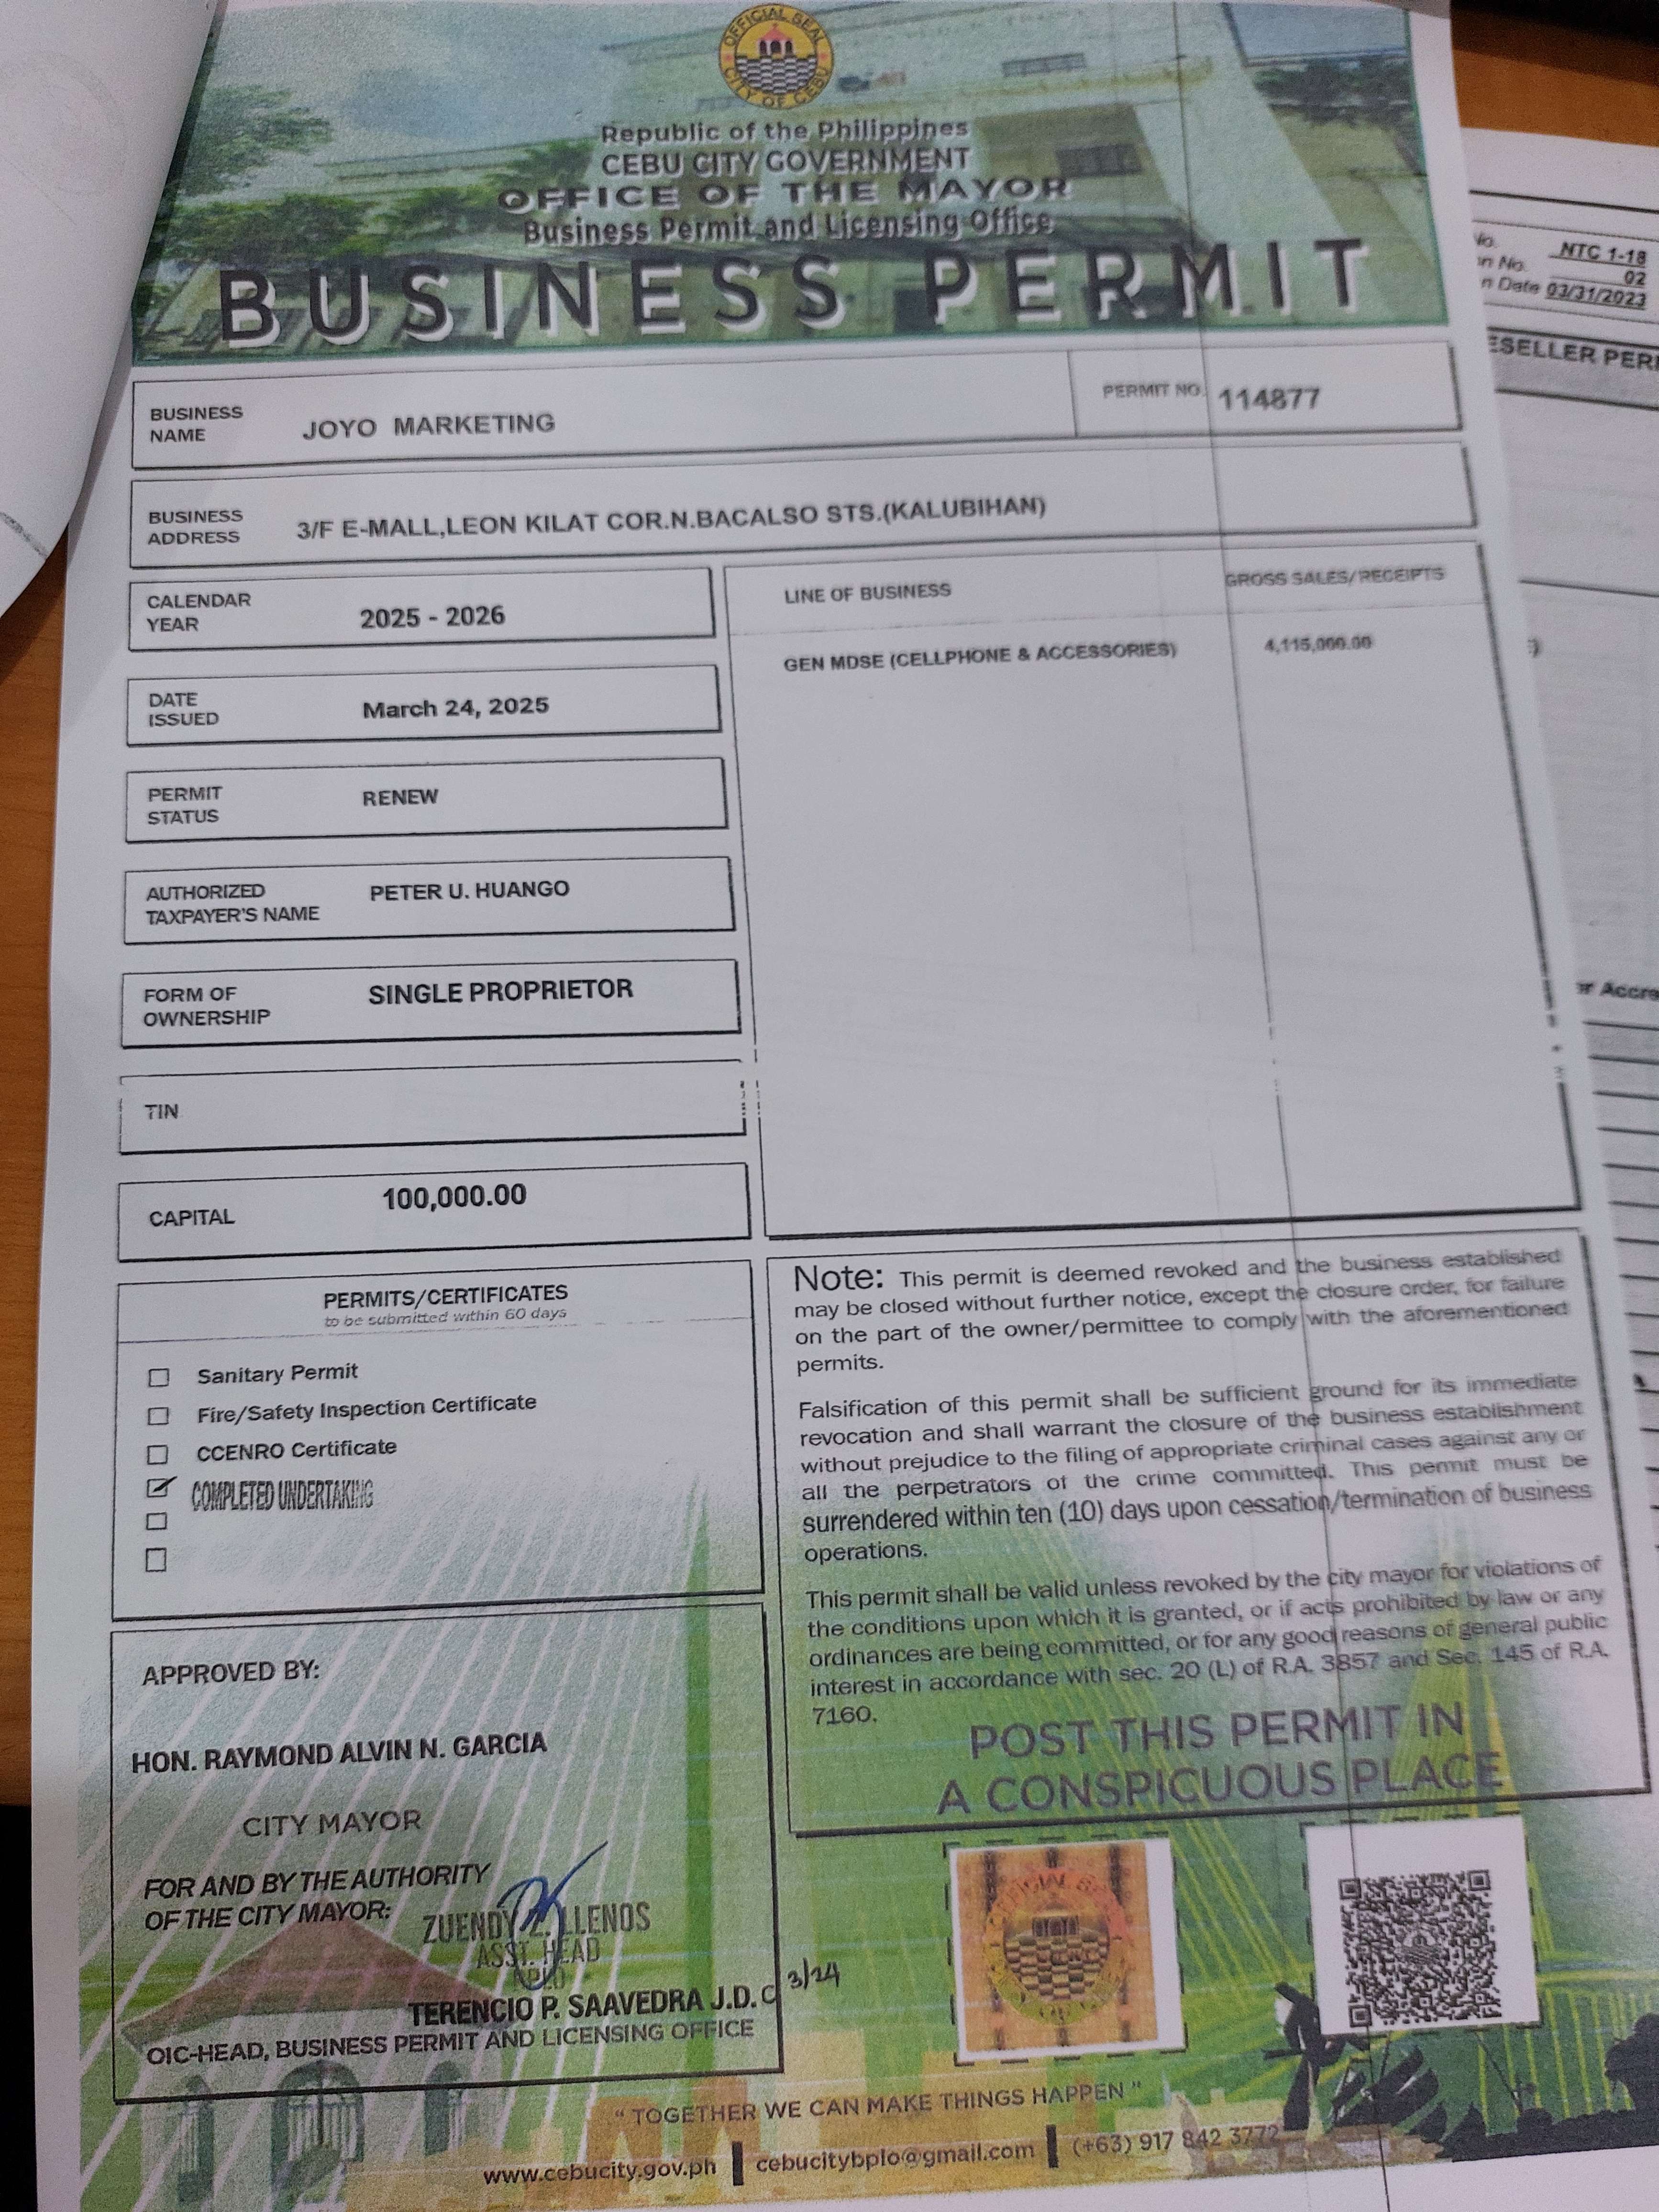 OFFICIAL SEAL
CITY OF CEBU
Republic of the Philippines
CEBU CITY GOVERNMENT
OFFICE OF THE MAYOR
Business Permit and Licensing Office
BUSINESS PERMIT
BUSINESS NAME JOYO MARKETING
PERMIT NO. 114877
BUSINESS ADDRESS 3/F E-MALL,LEON KILAT COR.N.BACALSO STS.(KALUBIHAN)
CALENDAR YEAR 2025 - 2026
DATE ISSUED March 24, 2025
PERMIT STATUS RENEW
AUTHORIZED TAXPAYER'S NAME PETER U. HUANGO
FORM OF OWNERSHIP SINGLE PROPRIETOR
TIN
CAPITAL 100,000.00
LINE OF BUSINESS GROSS SALES/RECEIPTS
GEN MDSE (CELLPHONE & ACCESSORIES) 4,115,000.00
PERMITS/CERTIFICATES
to be submitted within 60 days
Sanitary Permit
Fire/Safety Inspection Certificate
CCENRO Certificate
COMPLETED UNDERTAKING
Note: This permit is deemed revoked and the business established
may be closed without further notice, except the closure order, for failure
on the part of the owner/permittee to comply with the aforementioned
permits.
Falsification of this permit shall be sufficient ground for its immediate
revocation and shall warrant the closure of the business establishment
without prejudice to the filing of appropriate criminal cases against any or
all the perpetrators of the crime committed. This permit must be
surrendered within ten (10) days upon cessation/termination of business
operations.
This permit shall be valid unless revoked by the city mayor for violations of
the conditions upon which it is granted, or if acts prohibited by law or any
ordinances are being committed, or for any good reasons of general public
interest in accordance with sec. 20 (L) of R.A. 3857 and Sec. 145 of R.A.
7160.
POST THIS PERMIT IN
A CONSPICUOUS PLACE
APPROVED BY:
HON. RAYMOND ALVIN N. GARCIA
CITY MAYOR
FOR AND BY THE AUTHORITY
OF THE CITY MAYOR:
ZUENDY Z. LLENOS
ASST. HEAD
BPLO
TERENCIO P. SAAVEDRA J.D.
3/24
OIC-HEAD, BUSINESS PERMIT AND LICENSING OFFICE
" TOGETHER WE CAN MAKE THINGS HAPPEN "
www.cebucity.gov.ph | cebucitybplo@gmail.com | (+63) 917 842 3772
No. NTC 1-18
n No. 02
n Date 03/31/2023
ESELLER PER
or Accre